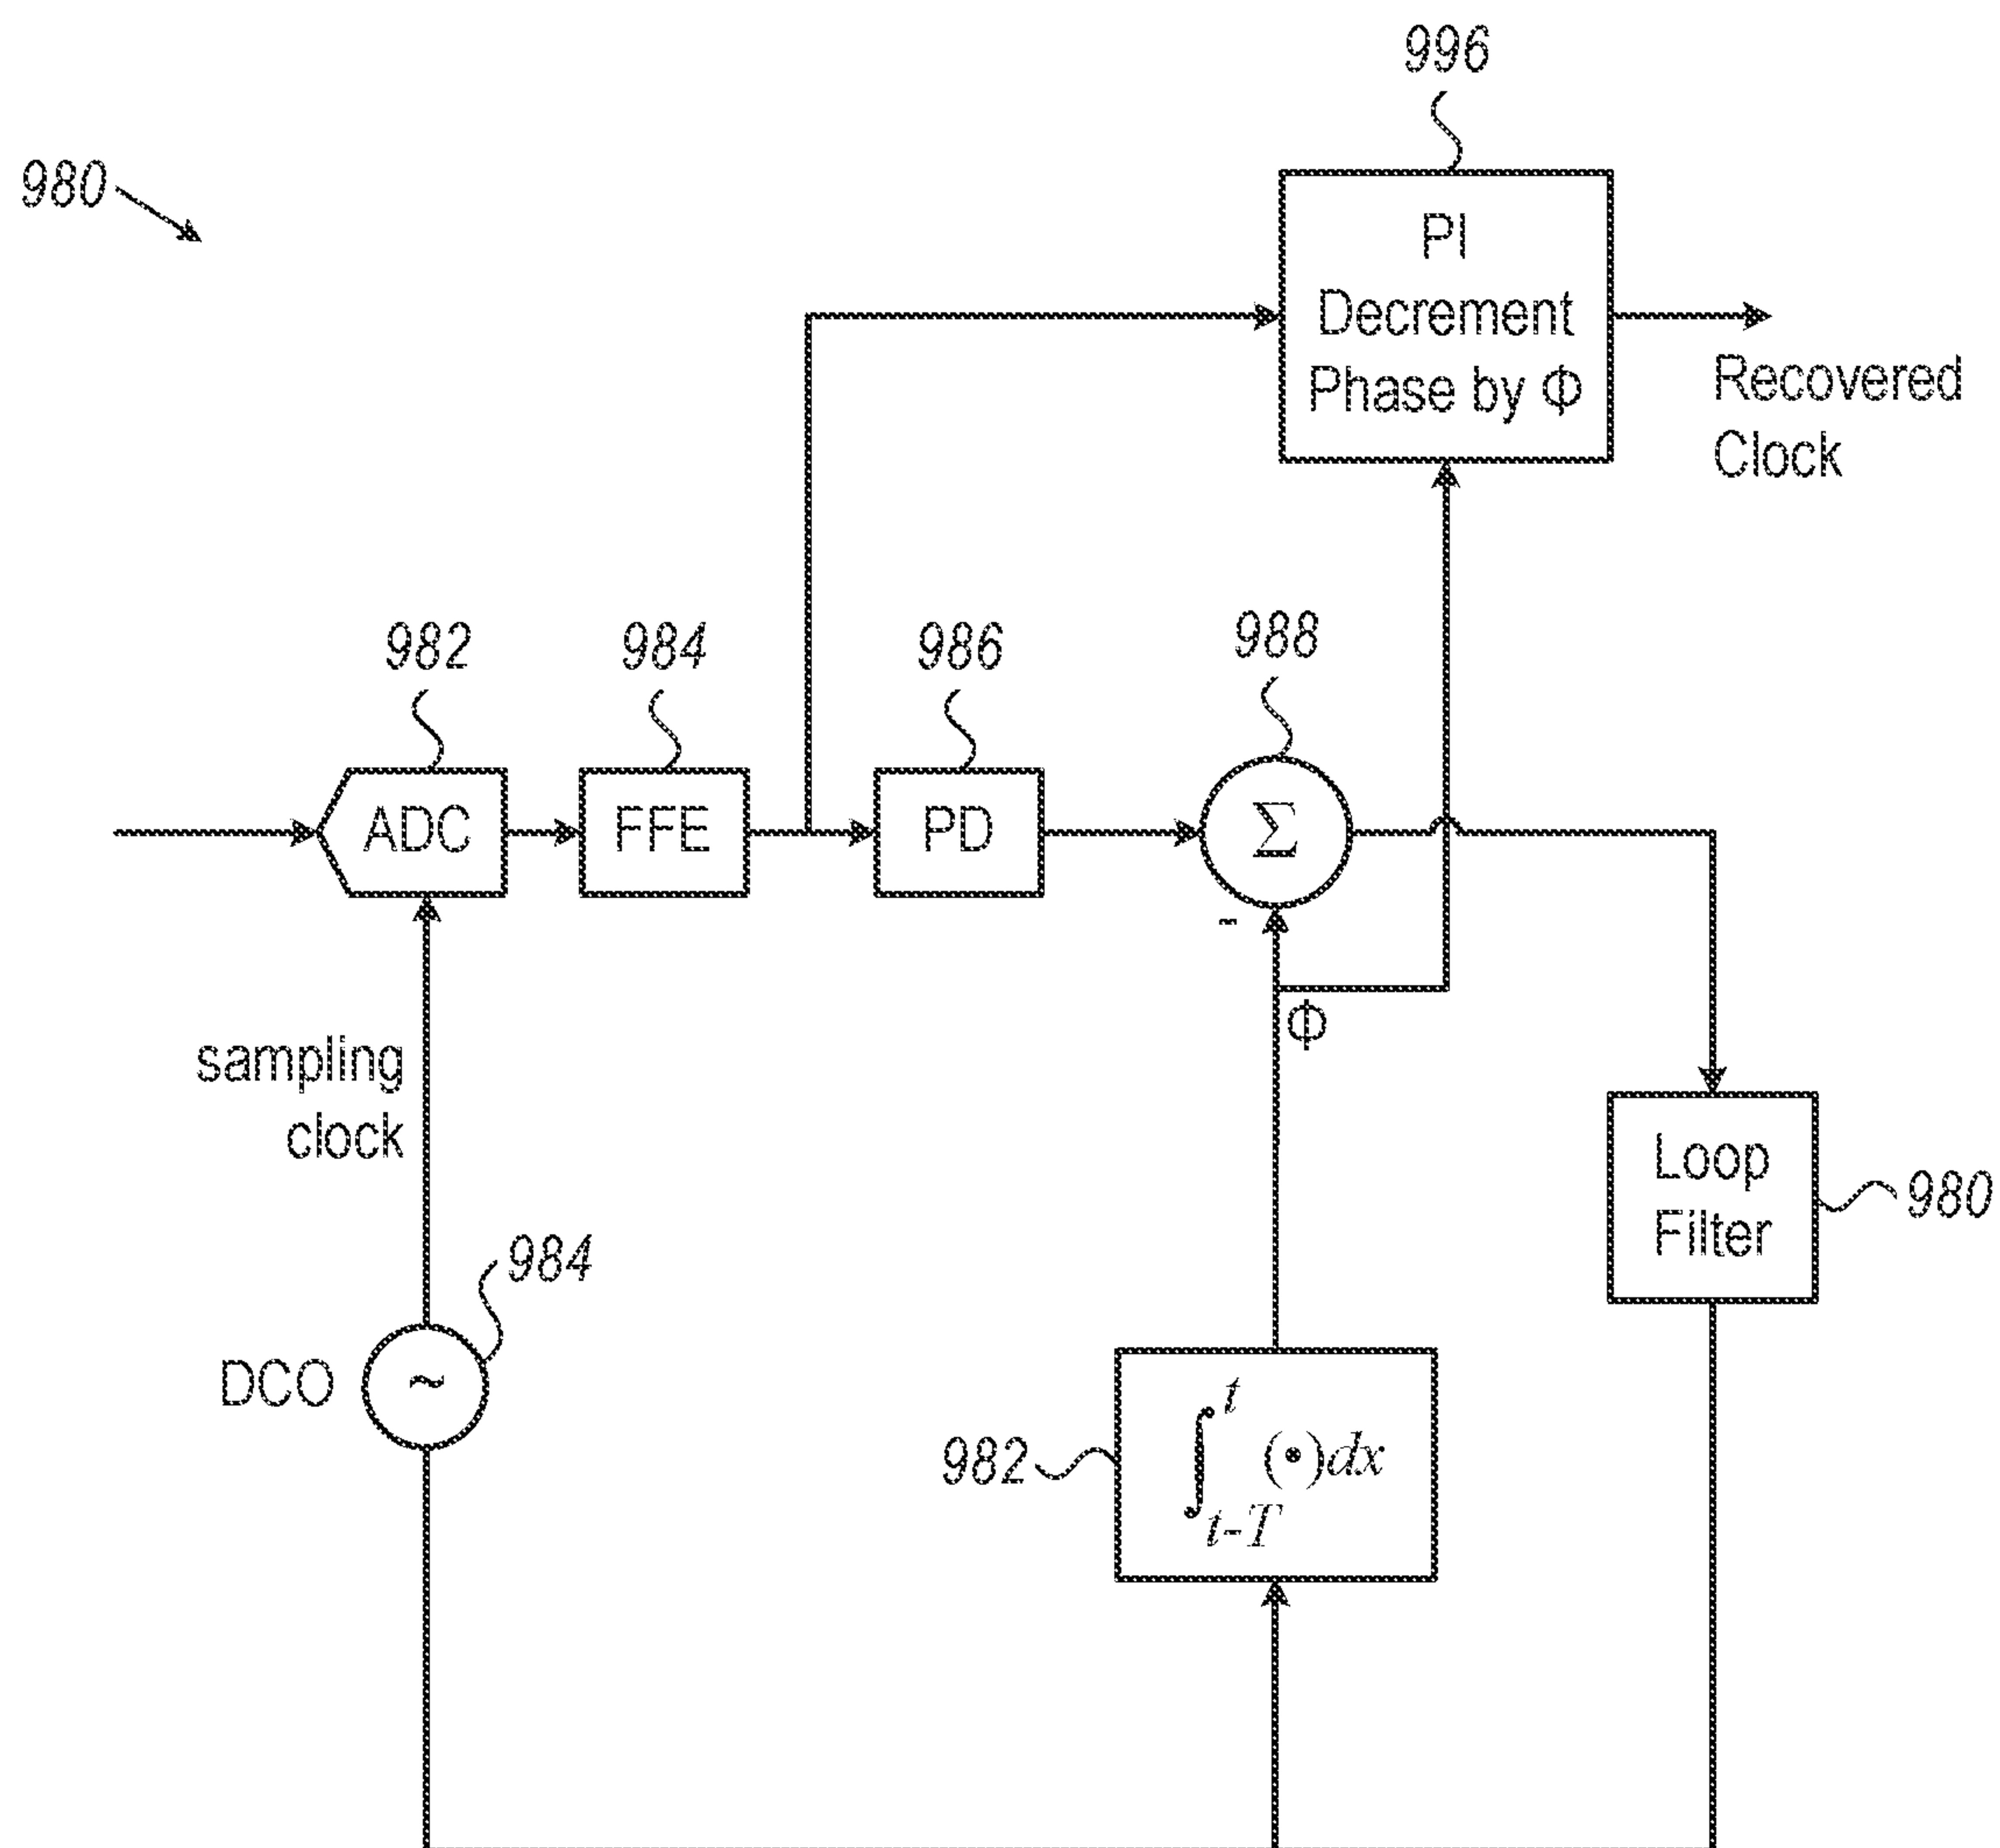 996
980
PI
Decrement
Phase by Φ
Recovered
Clock
982
984
986
988
ADC
FFE
PD
Σ
-
Φ
sampling
clock
Loop
Filter
980
984
DCO
~
982
∫ t t-T (•)dx